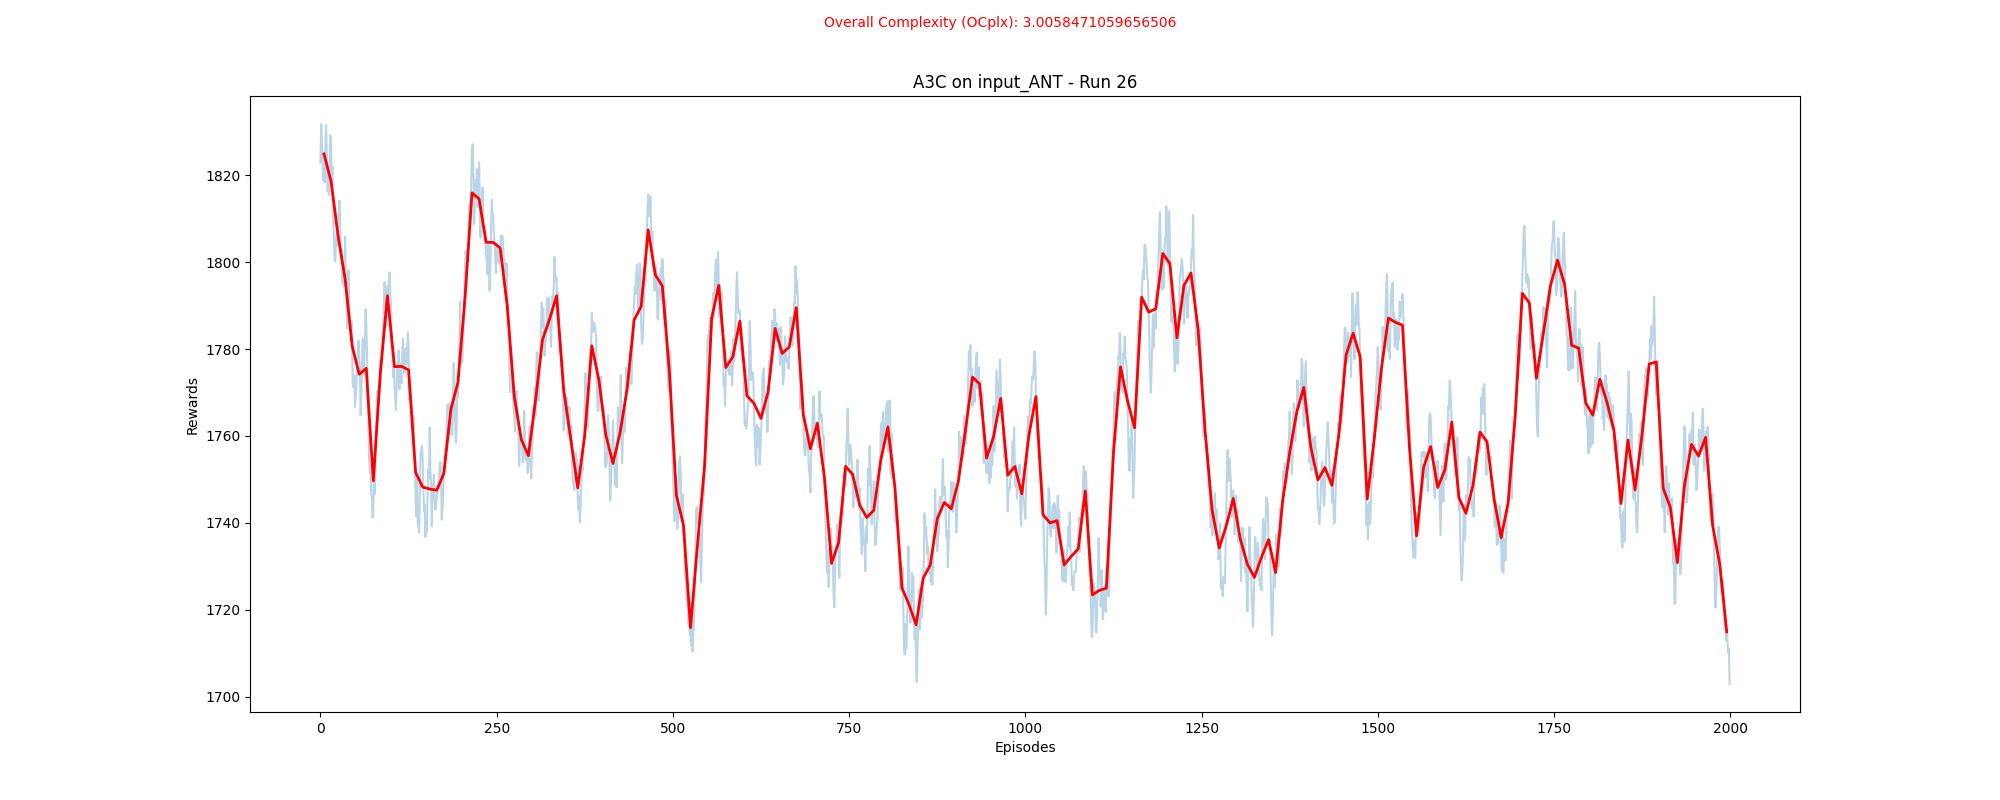 Overall Complexity (OCplx): 3.0058471059656506
A3C on input_ANT - Run 26
Rewards
1820
1800
1780
1760
1740
1720
1700
0 250 500 750 1000 1250 1500 1750 2000
Episodes